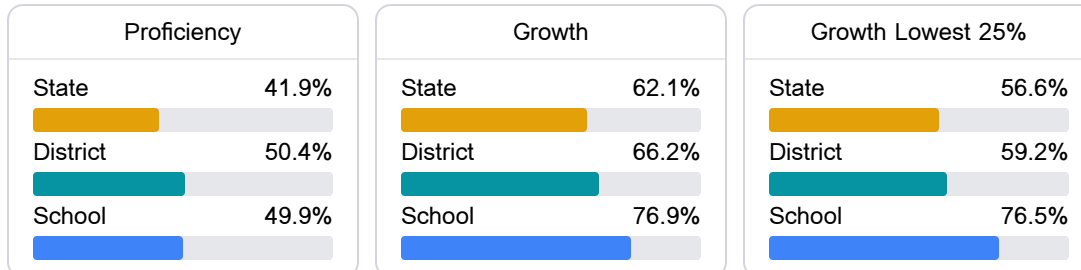 Proficiency
State 41.9%
District 50.4%
School 49.9%
Growth
State 62.1%
District 66.2%
School 76.9%
Growth Lowest 25%
State 56.6%
District 59.2%
School 76.5%